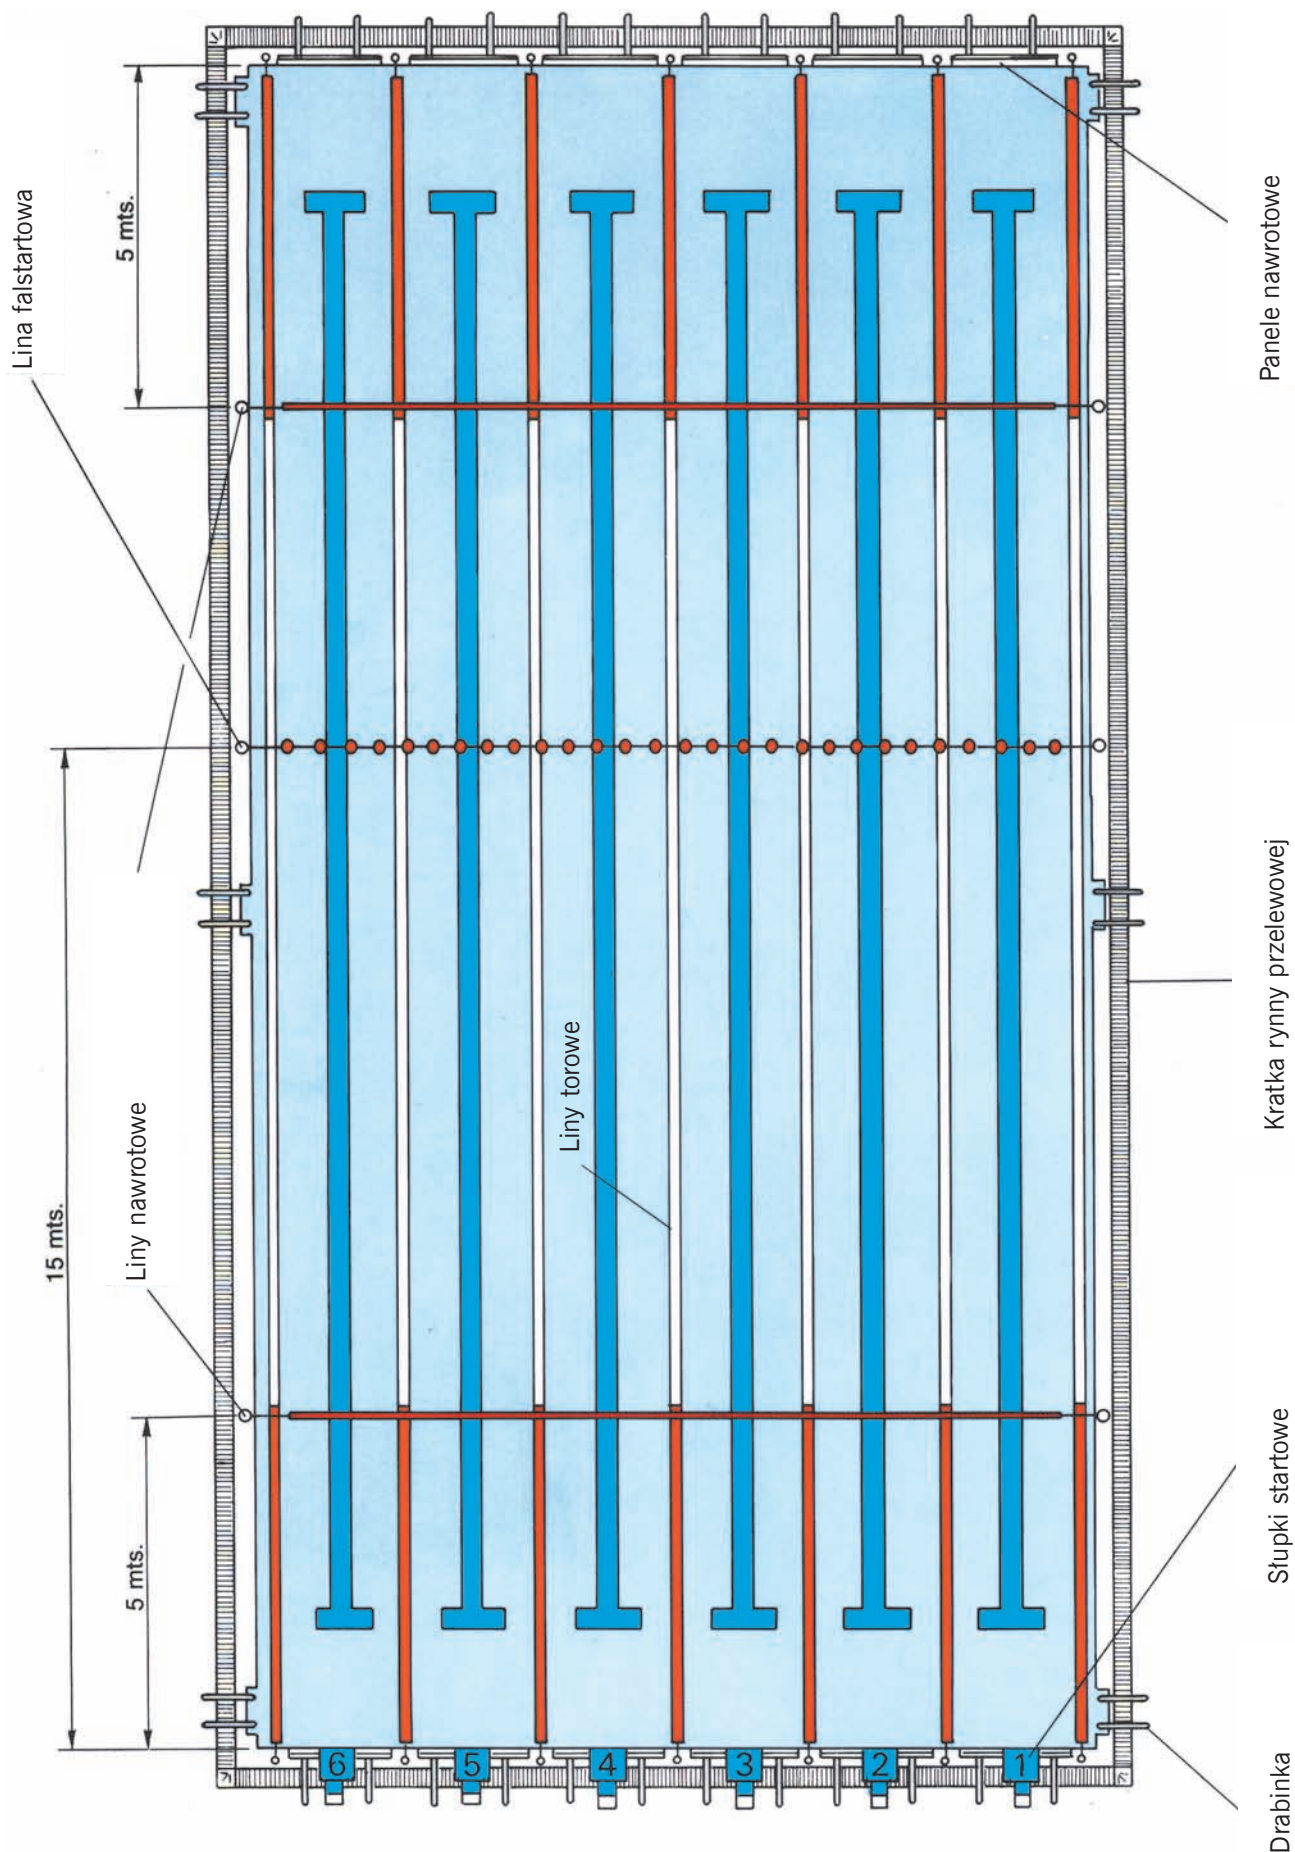 Lina falstartowa
5 mts.
Panele nawrotowe
Liny torowe
Kratka rynny przelewowej
15 mts.
Liny nawrotowe
5 mts.
Słupki startowe
6
5
4
3
2
1
Drabinka